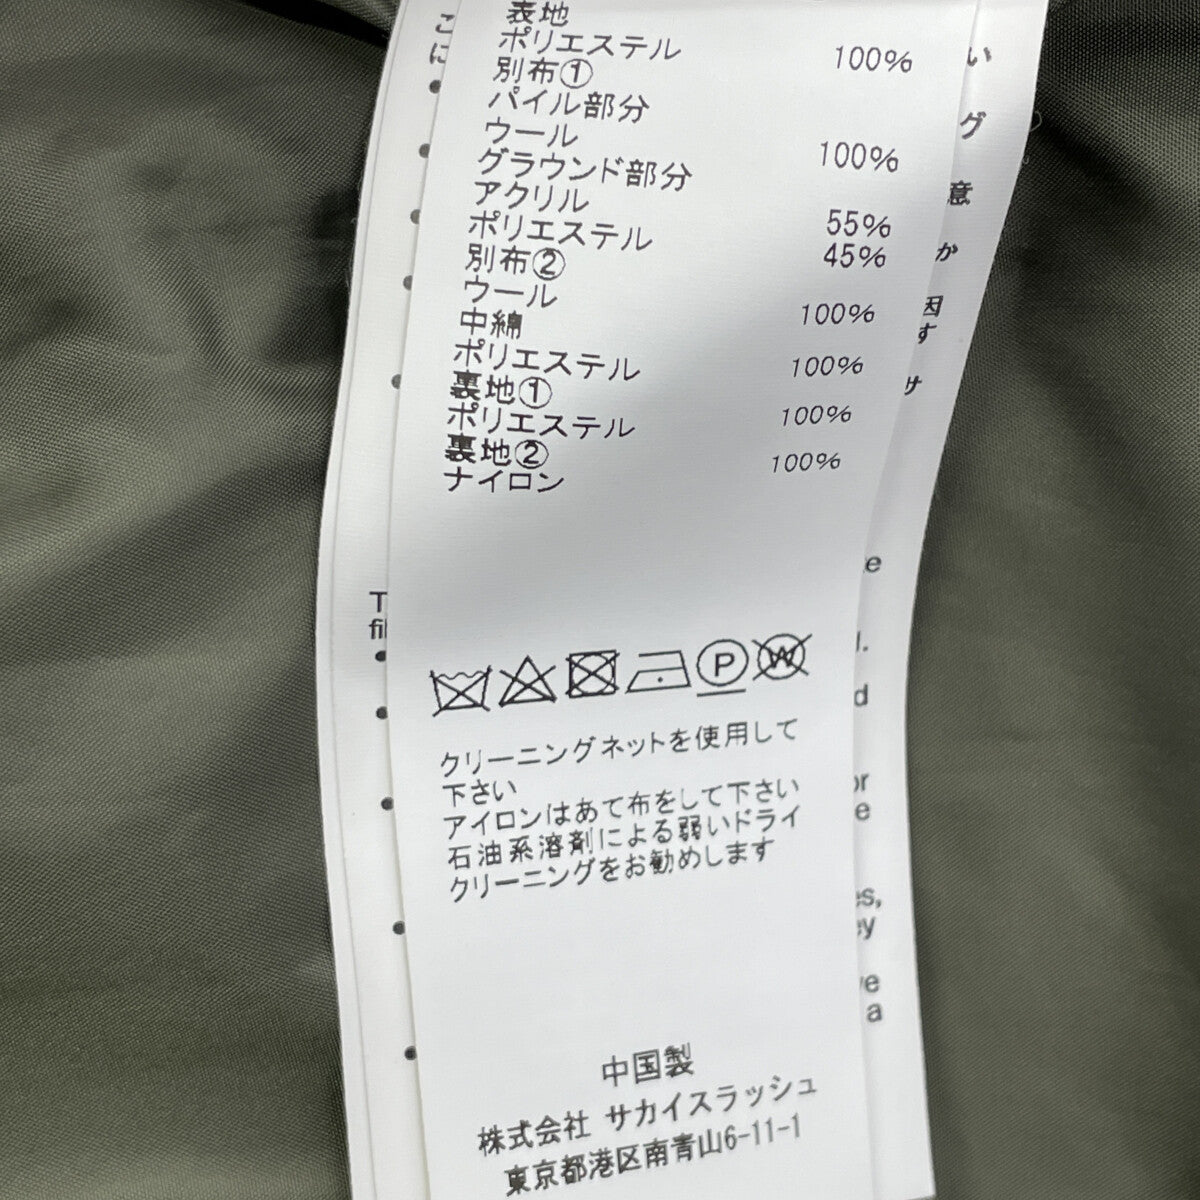 表地
ポリエステル 100%
別布①
パイル部分
ウール 100%
グラウンド部分
アクリル 55%
ポリエステル 45%
別布②
ウール 100%
中綿
ポリエステル 100%
裏地①
ポリエステル 100%
裏地②
ナイロン 100%
P W
クリーニングネットを使用して
下さい
アイロンはあて布をして下さい
石油系溶剤による弱いドライ
クリーニングをお勧めします
中国製
株式会社 サカイスラッシュ
東京都港区南青山6-11-1